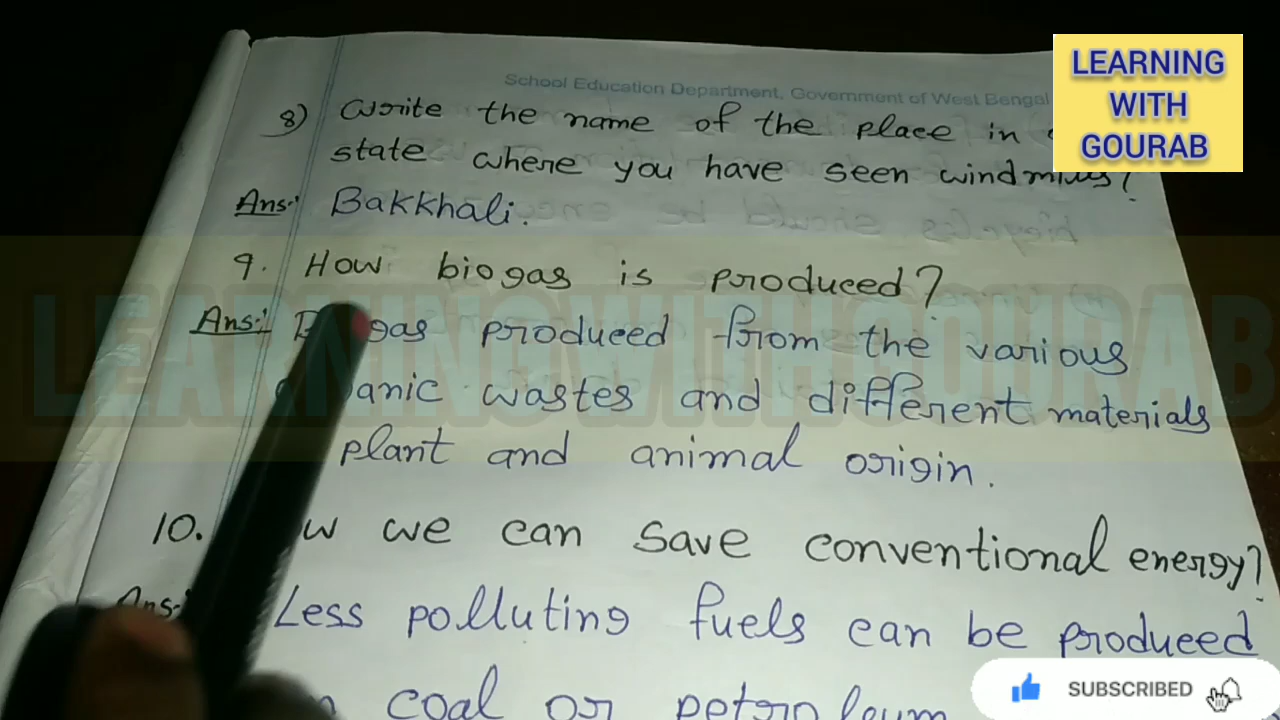 School Education Department, Government of West Bengal
LEARNING
WITH
GOURAB
8) Write the name of the place in
state where you have seen windmills?
Ans:- Bakkhali.
9. How biogas is produced?
Ans:- gas produced from the various
wastes and different materials
plant and animal origin.
10. we can save conventional energy?
Ans:- Less polluting fuels can be produced
coal or petroleum
LEARNINGWITHGOURAB
SUBSCRIBED